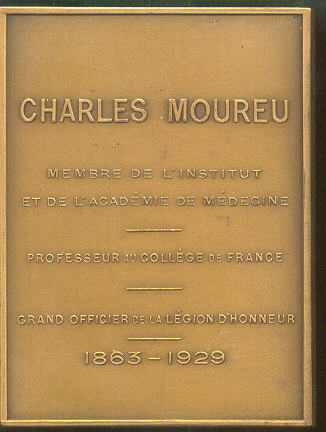 CHARLES MOUREU
MEMBRE DE L'INSTITUT
ET DE L'ACADÉMIE DE MÉDECINE
PROFESSEUR AU COLLÈGE DE FRANCE
GRAND OFFICIER DE LA LÉGION D'HONNEUR
1863-1929